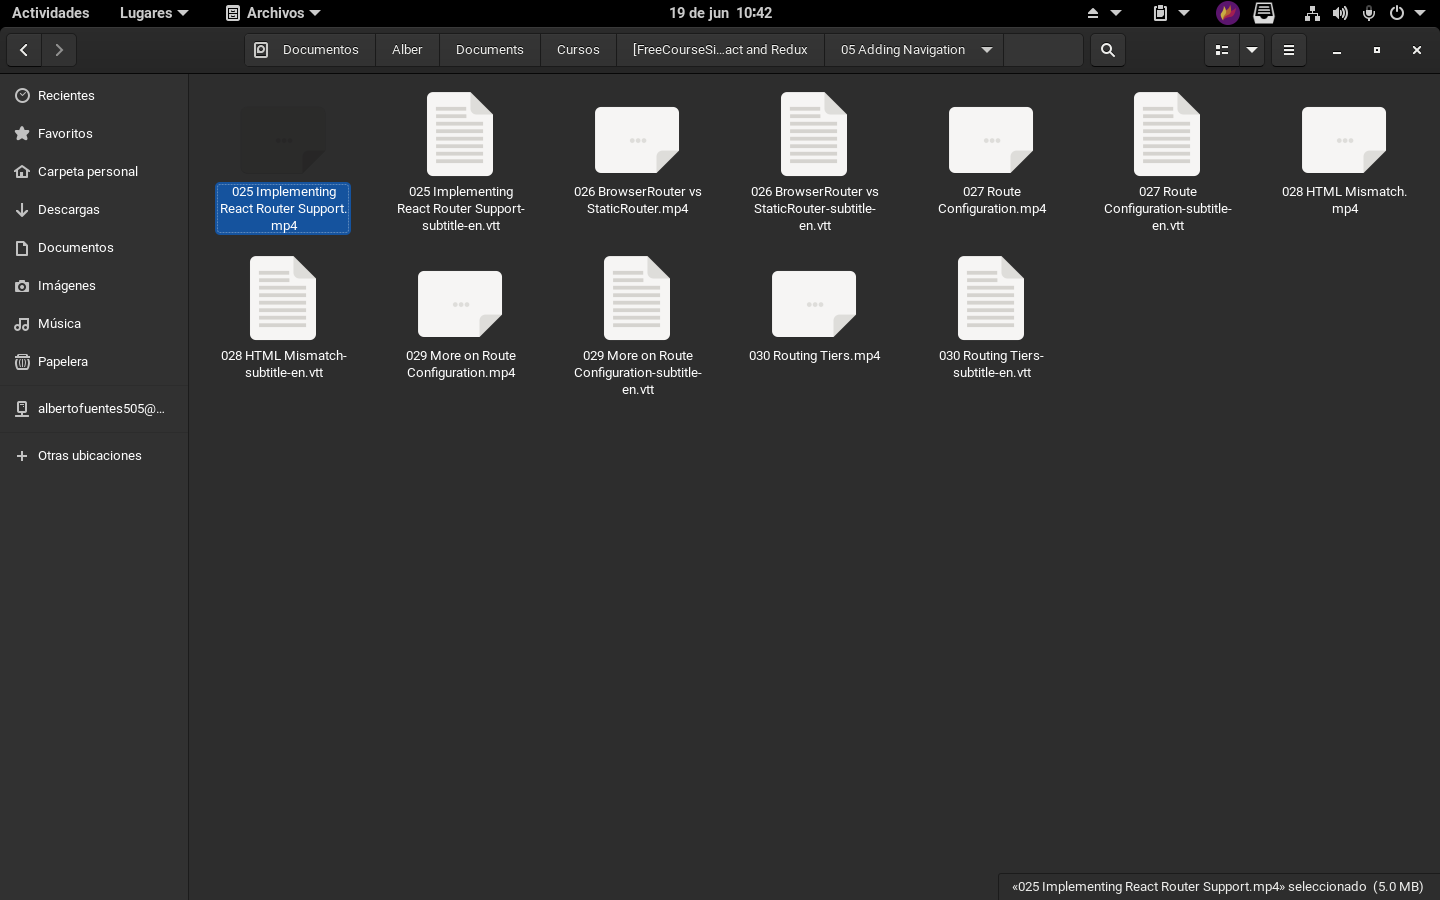 Actividades Lugares Archivos 19 de jun 10:42
Documentos Alber Documents Cursos [FreeCourseSi...act and Redux 05 Adding Navigation
Recientes
Favoritos
Carpeta personal
Descargas
Documentos
Imágenes
Música
Papelera
albertofuentes505@...
Otras ubicaciones
025 Implementing
React Router Support.
mp4
025 Implementing
React Router Support-
subtitle-en.vtt
026 BrowserRouter vs
StaticRouter.mp4
026 BrowserRouter vs
StaticRouter-subtitle-
en.vtt
027 Route
Configuration.mp4
027 Route
Configuration-subtitle-
en.vtt
028 HTML Mismatch.
mp4
028 HTML Mismatch-
subtitle-en.vtt
029 More on Route
Configuration.mp4
029 More on Route
Configuration-subtitle-
en.vtt
030 Routing Tiers.mp4
030 Routing Tiers-
subtitle-en.vtt
«025 Implementing React Router Support.mp4» seleccionado (5.0 MB)